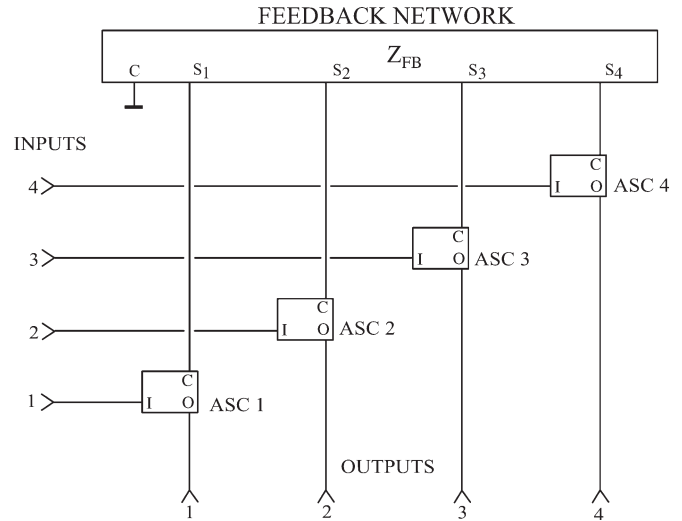 FEEDBACK NETWORK
Z_FB
C S1 S2 S3 S4
INPUTS
C
4 I O ASC 4
C
3 I O ASC 3
C
2 I O ASC 2
C
1 I O ASC 1
OUTPUTS
1 2 3 4